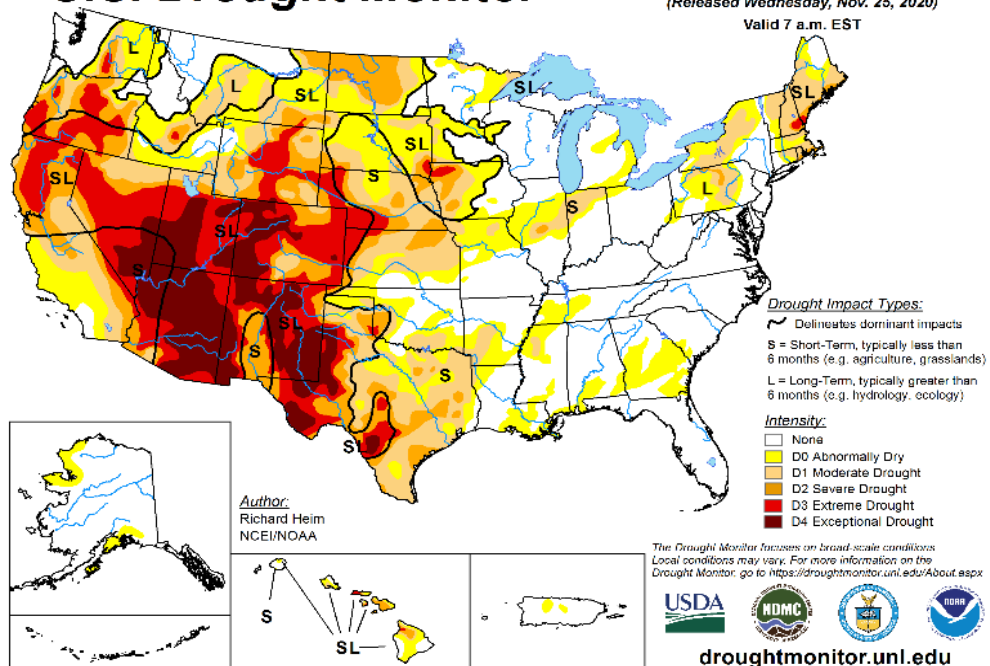 U.S. Drought Monitor
(Released Wednesday, Nov. 25, 2020)
Valid 7 a.m. EST
L
L
SL
SL
SL
SL
S
SL
SL
L
S
SL
S
SL
S
S
SL
Drought Impact Types:
Delineates dominant impacts
S = Short-Term, typically less than
6 months (e.g. agriculture, grasslands)
L = Long-Term, typically greater than
6 months (e.g. hydrology, ecology)
Intensity:
None
D0 Abnormally Dry
D1 Moderate Drought
D2 Severe Drought
D3 Extreme Drought
D4 Exceptional Drought
Author:
Richard Heim
NCEI/NOAA
S
SL
The Drought Monitor focuses on broad-scale conditions
Local conditions may vary. For more information on the
Drought Monitor, go to https://droughtmonitor.unl.edu/About.aspx
USDA
NDMC
NOAA
droughtmonitor.unl.edu